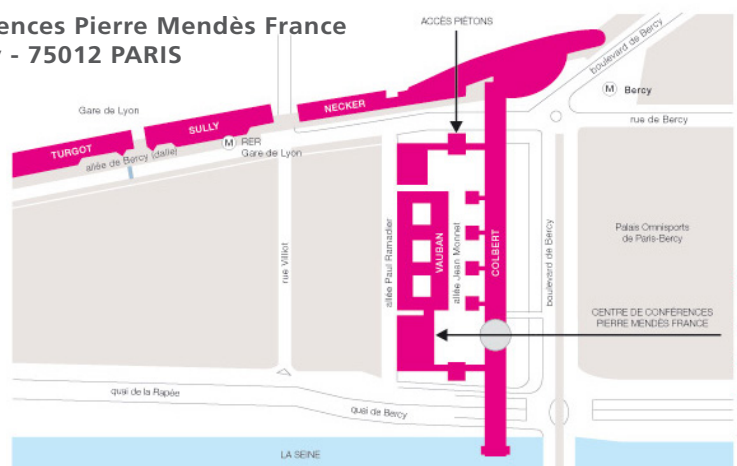 ences Pierre Mendès France
- 75012 PARIS
ACCÈS PIÉTONS
boulevard de Bercy
M Bercy
rue de Bercy
Gare de Lyon
NECKER
SULLY
TURGOT
M RER
Gare de Lyon
allée de Bercy (dalle)
rue Villiot
allée Paul Ramadier
VAUBAN
allée Jean Monnet
COLBERT
boulevard de Bercy
Palais Omnisports
de Paris-Bercy
CENTRE DE CONFÉRENCES
PIERRE MENDÈS FRANCE
quai de la Rapée
quai de Bercy
LA SEINE